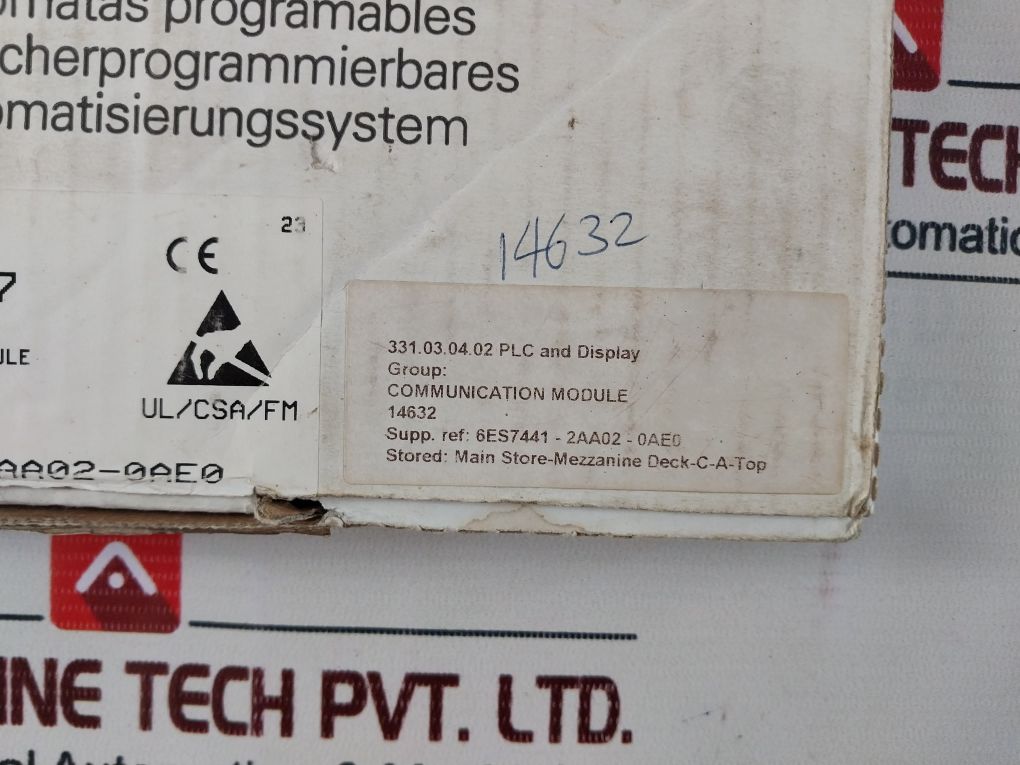 omatas programables
cherprogrammierbares
omatisierungssystem
23
CE
7
14632
ULE
UL/CSA/FM
AA02-0AE0
331.03.04.02 PLC and Display
Group:
COMMUNICATION MODULE
14632
Supp. ref: 6ES7441 - 2AA02 - 0AE0
Stored: Main Store-Mezzanine Deck-C-A-Top
TECH
omatic
INE TECH PVT. LTD.